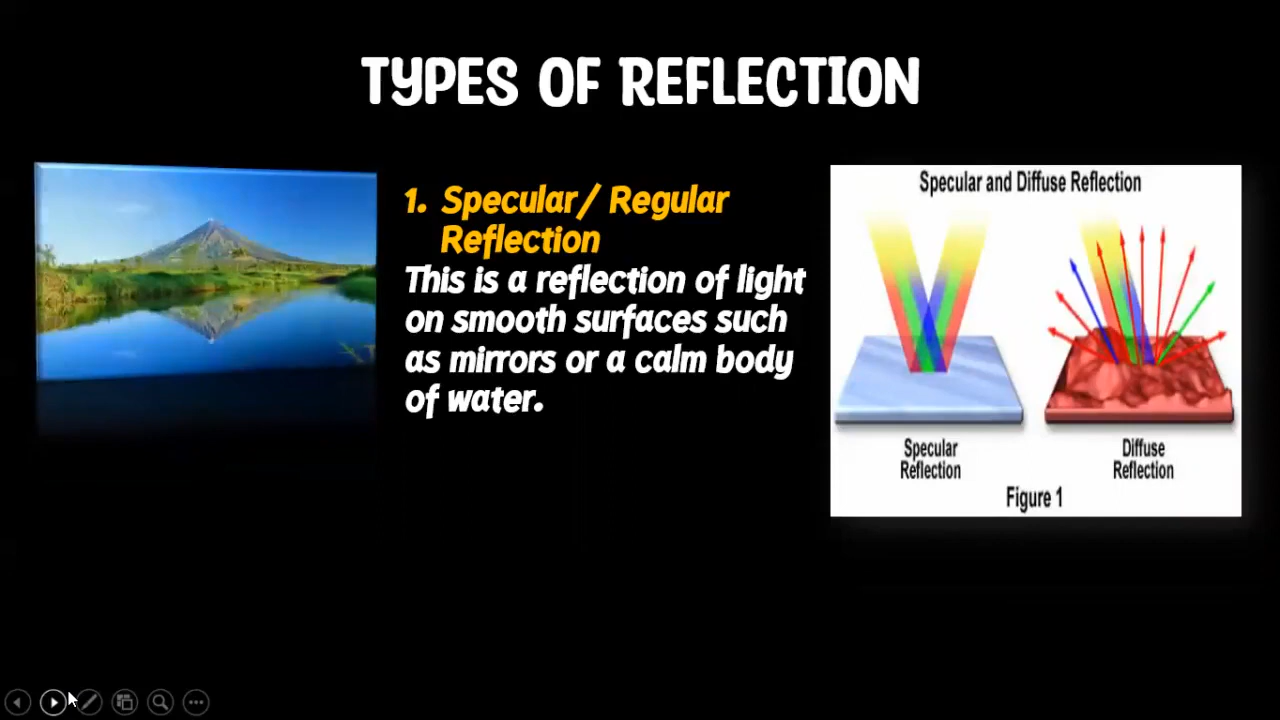 TYPES OF REFLECTION
1. Specular/ Regular
Reflection
This is a reflection of light
on smooth surfaces such
as mirrors or a calm body
of water.
Specular and Diffuse Reflection
Specular
Reflection
Diffuse
Reflection
Figure 1